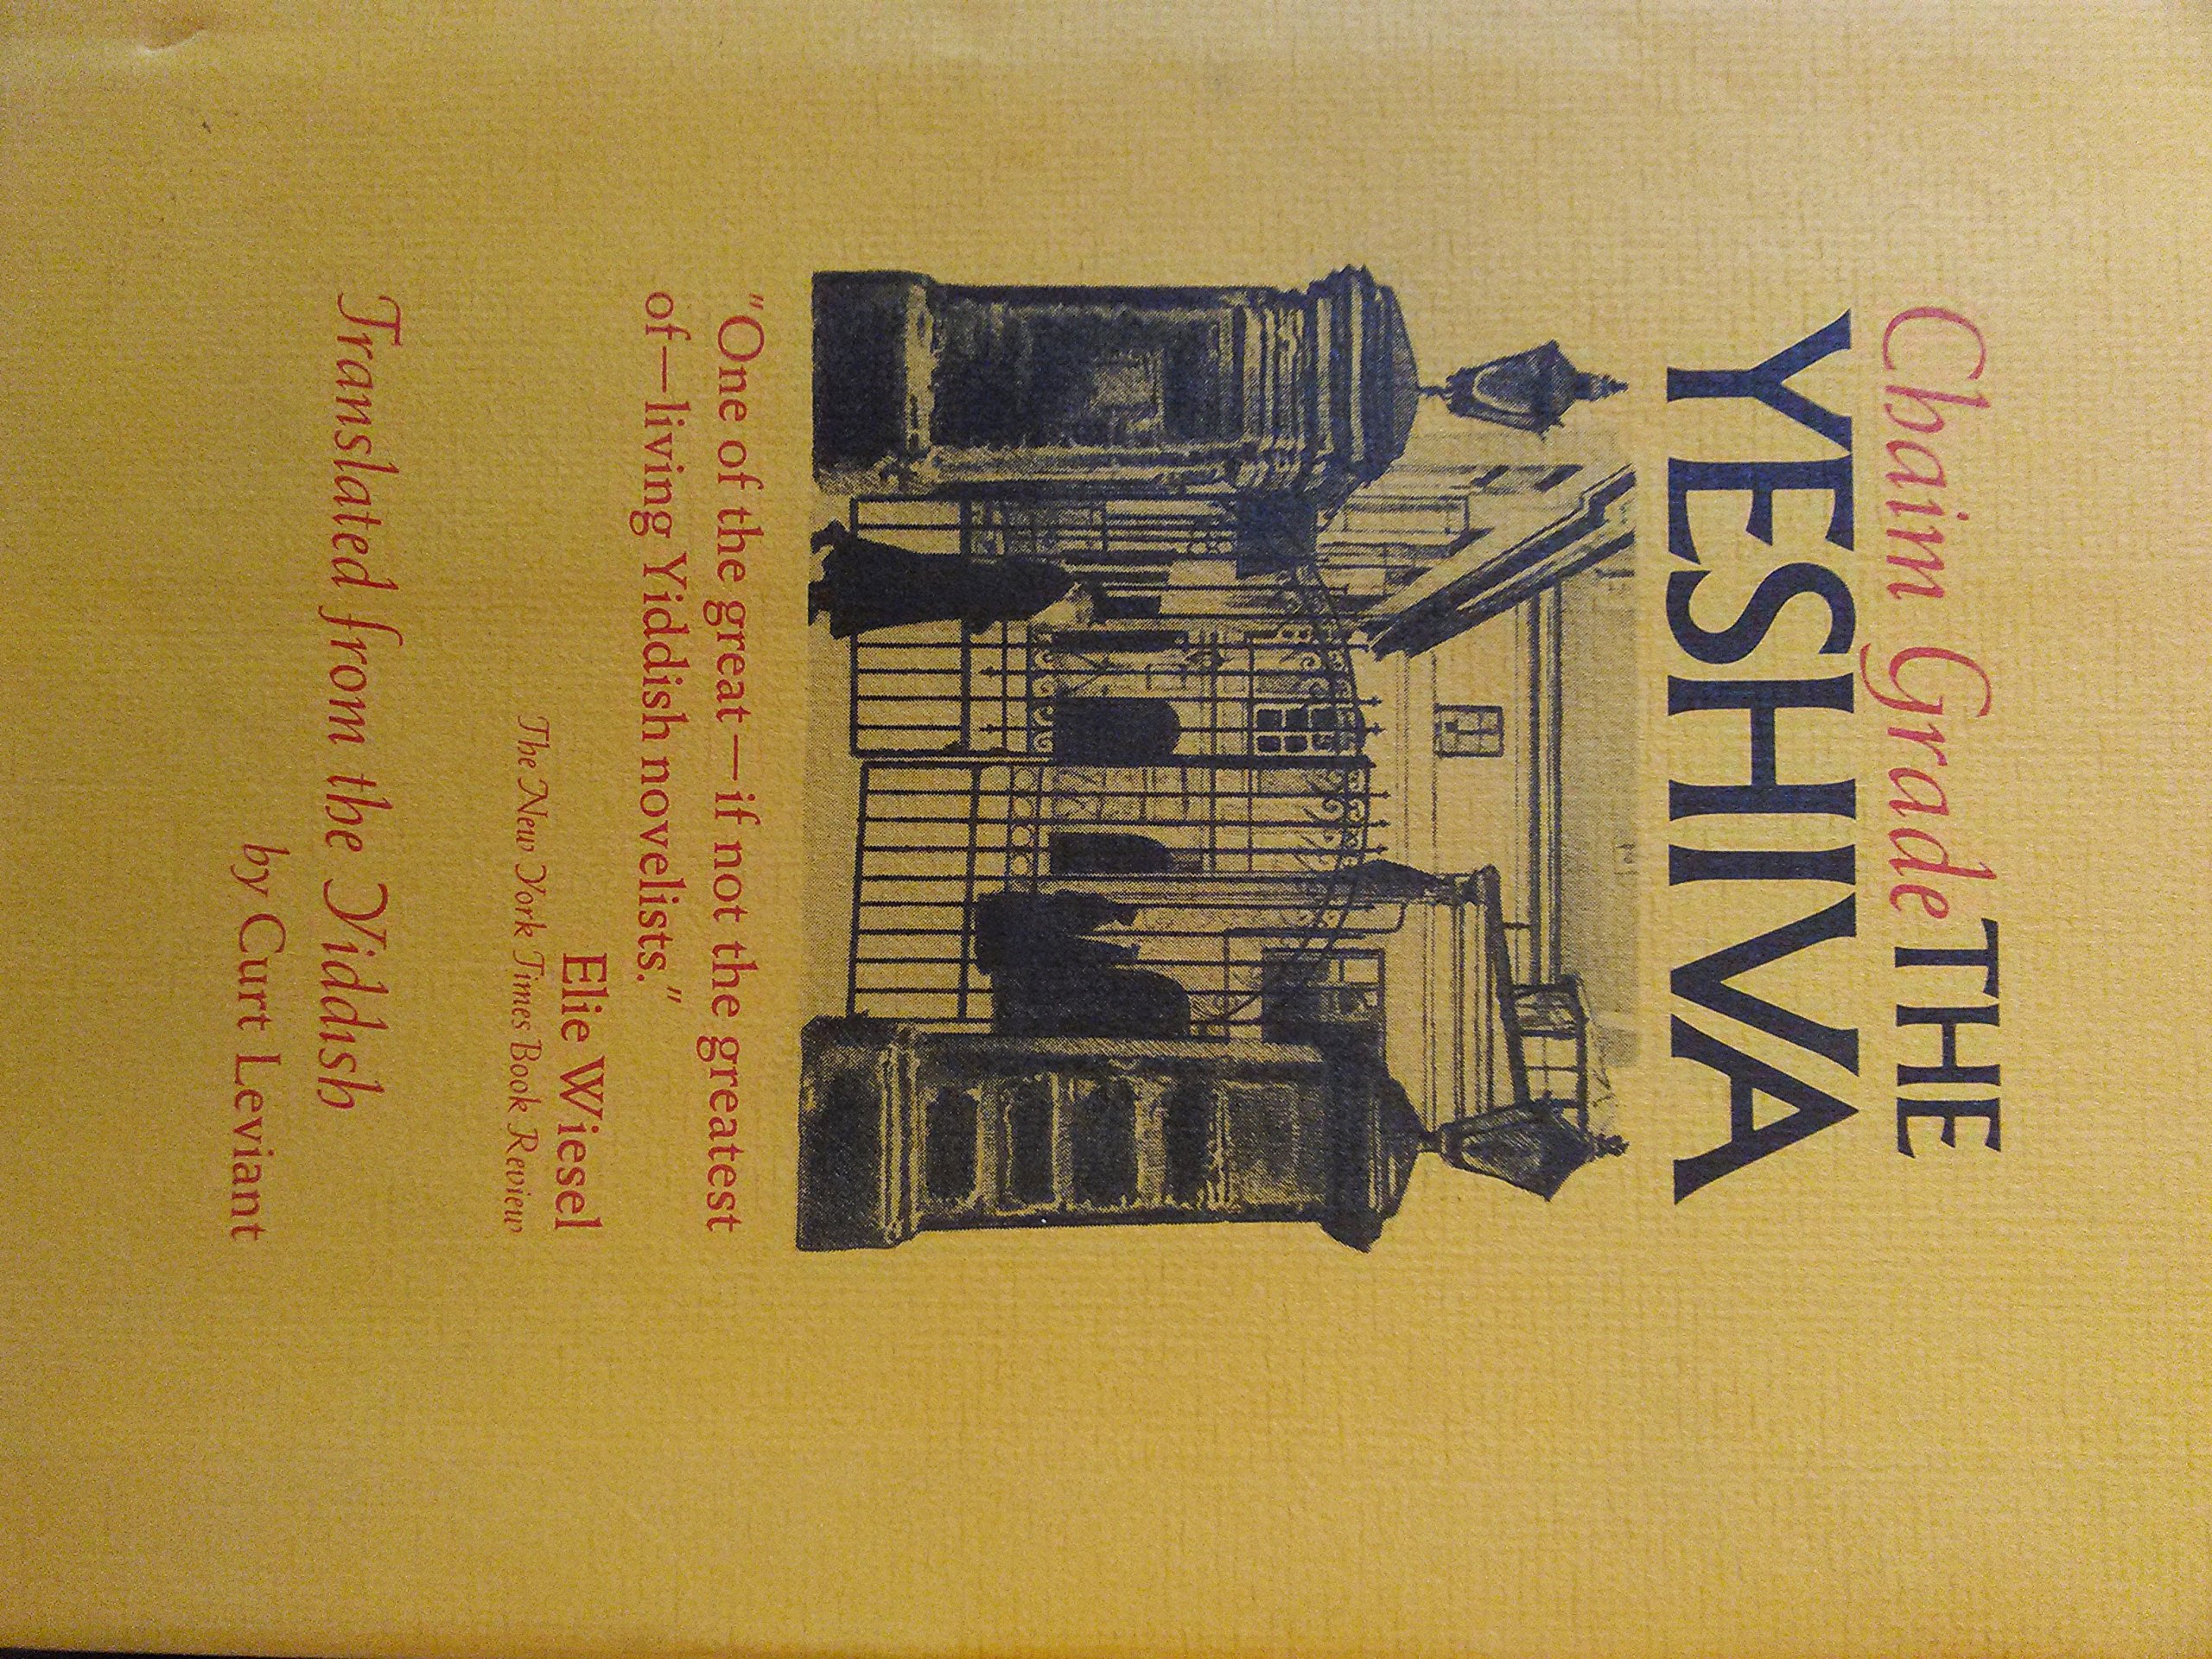 Chaim Grade THE
YESHIVA
"One of the great—if not the greatest
of—living Yiddish novelists."
Elie Wiesel
The New York Times Book Review
Translated from the Yiddish
by Curt Leviant